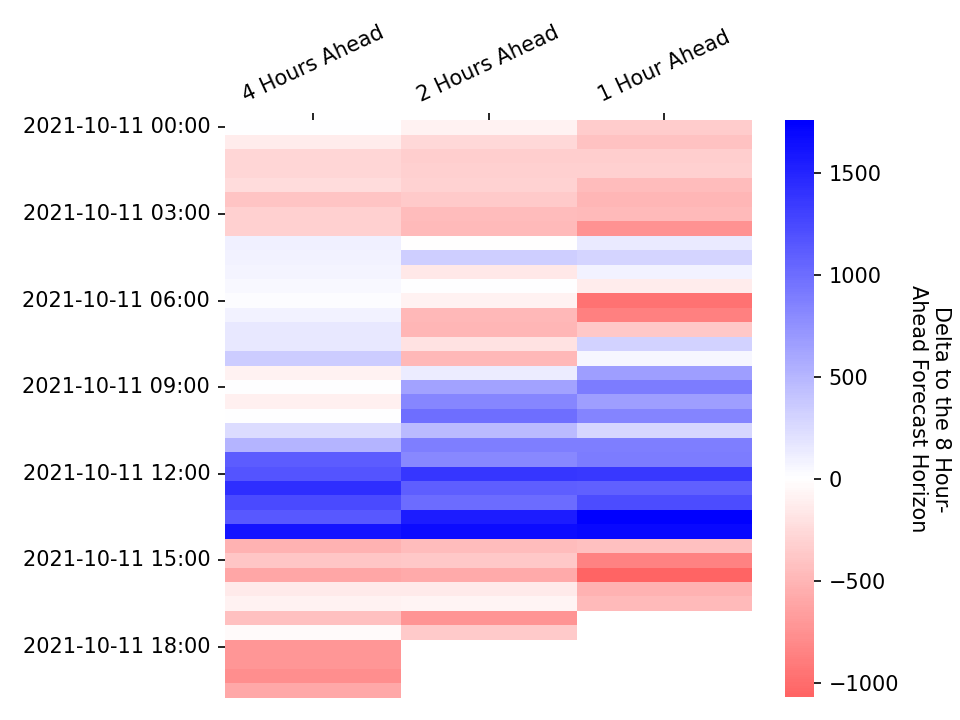 4 Hours Ahead
2 Hours Ahead
1 Hour Ahead
2021-10-11 00:00
2021-10-11 03:00
2021-10-11 06:00
2021-10-11 09:00
2021-10-11 12:00
2021-10-11 15:00
2021-10-11 18:00
1500
1000
500
0
−500
−1000
Delta to the 8 Hour-
Ahead Forecast Horizon